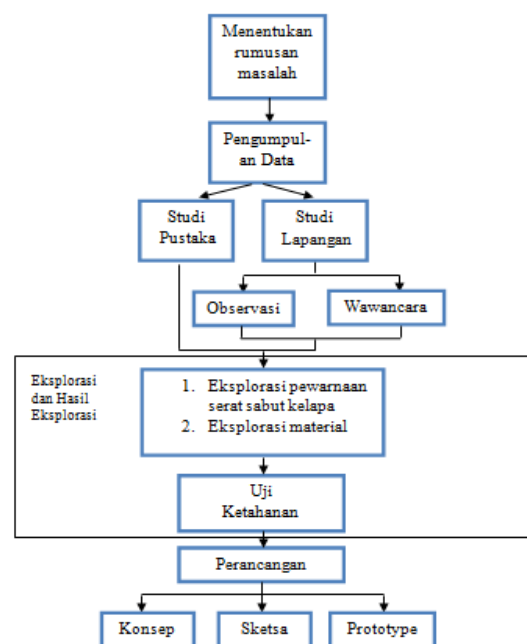 Menentukan
rumusan
masalah
Pengumpul-
an Data
Studi
Pustaka
Studi
Lapangan
Observasi
Wawancara
Eksplorasi
dan Hasil
Eksplorasi
1. Eksplorasi pewarnaan
serat sabut kelapa
2. Eksplorasi material
Uji
Ketahanan
Perancangan
Konsep
Sketsa
Prototype